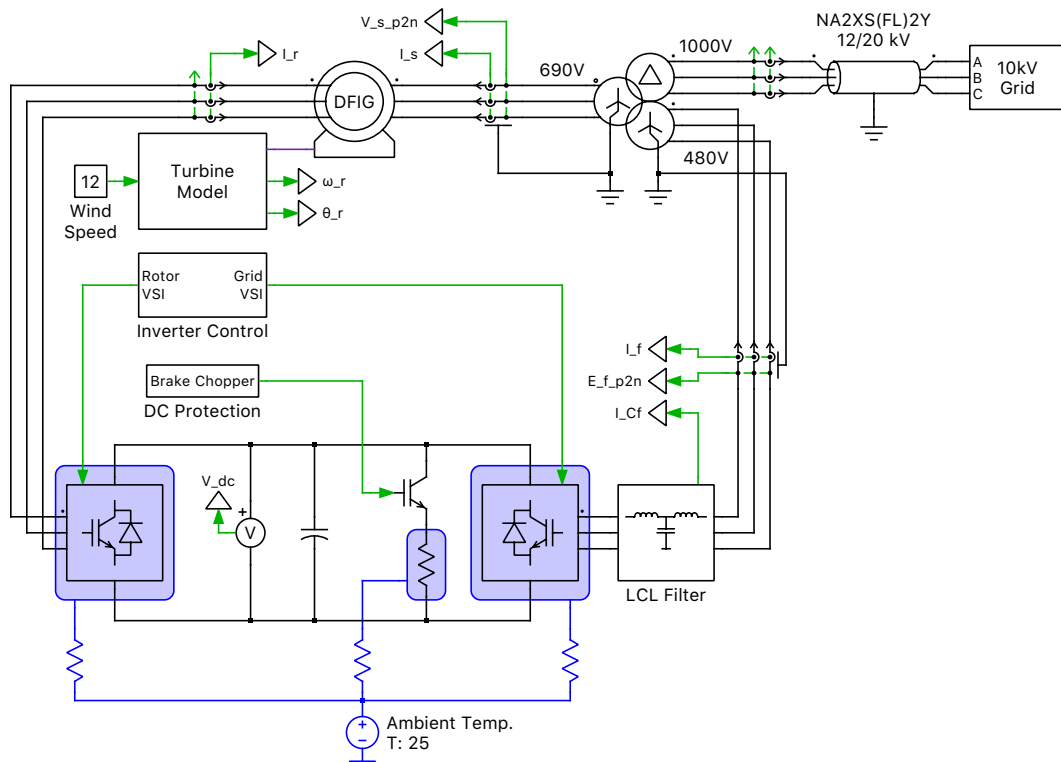 V_s_p2n
I_r
I_s
690V
1000V
NA2XS(FL)2Y
12/20 kV
A
B
C
10kV
Grid
DFIG
480V
12
Wind
Speed
Turbine
Model
ω_r
θ_r
Rotor
VSI
Grid
VSI
Inverter Control
I_f
E_f_p2n
I_Cf
Brake Chopper
DC Protection
V_dc
+
V
LCL Filter
+
−
Ambient Temp.
T: 25